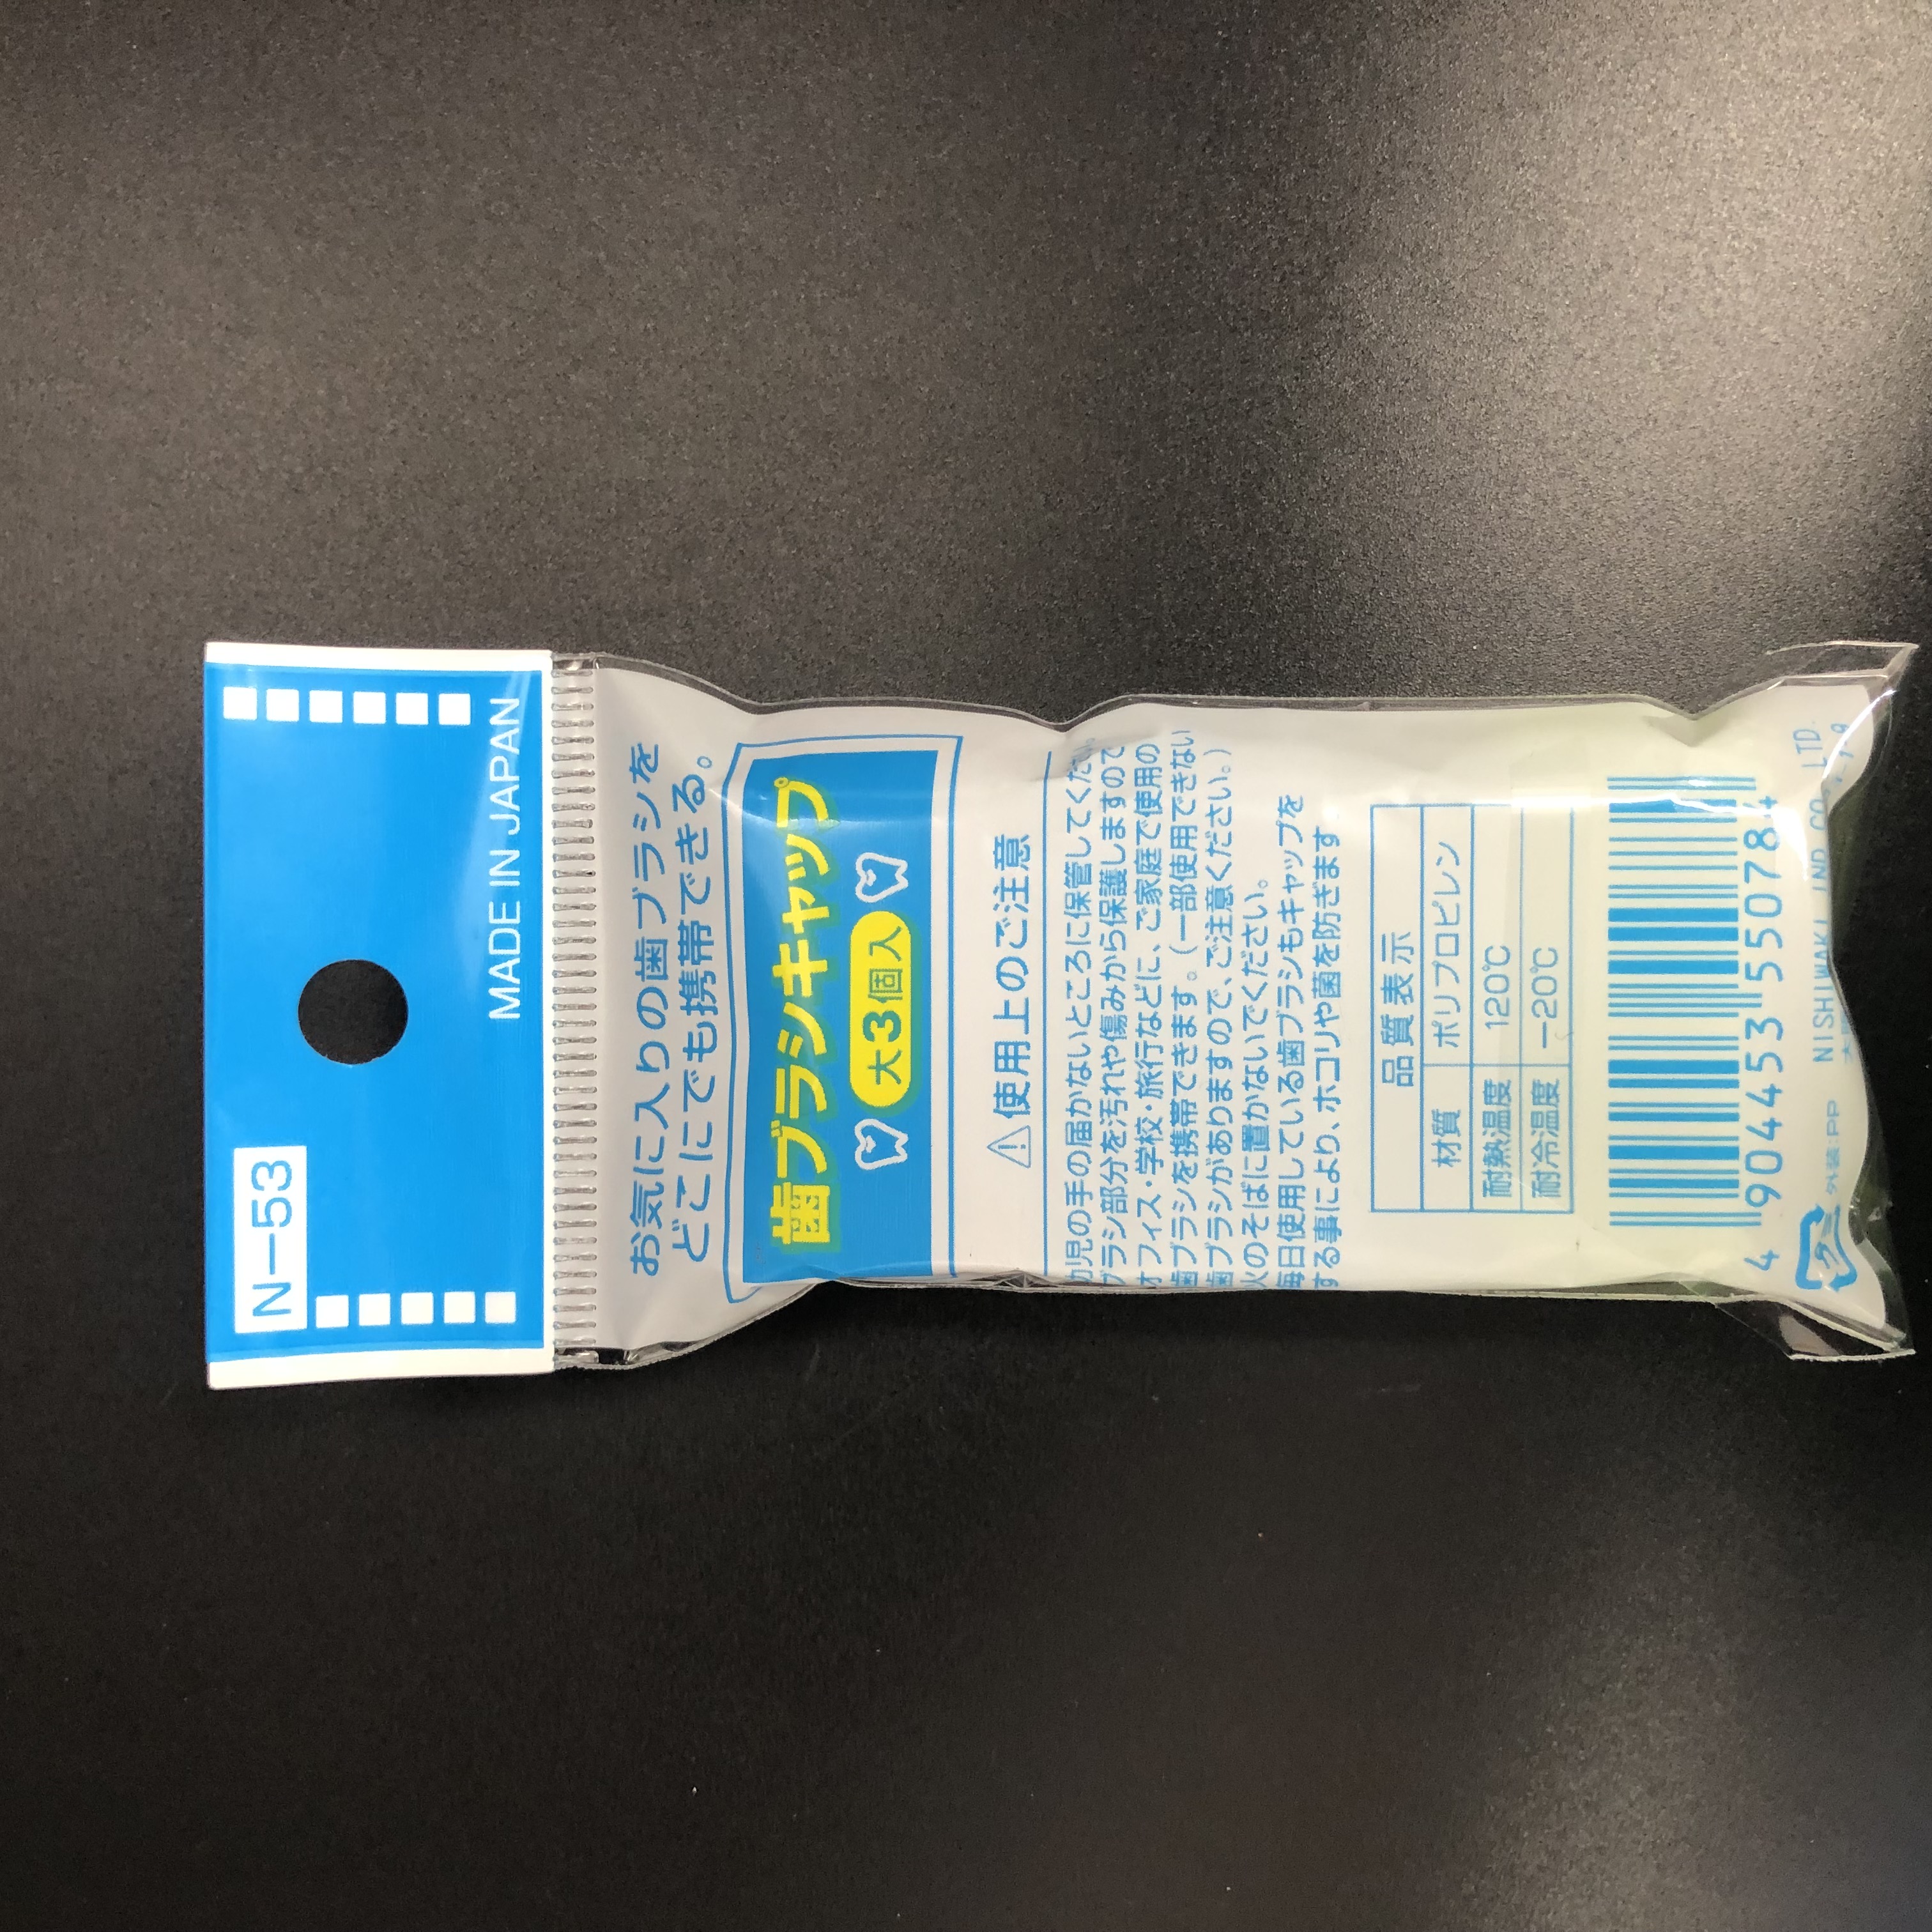 N-53
MADE IN JAPAN
お気に入りの歯ブラシを
どこにでも携帯できる。
歯ブラシキャップ
大3個入
⚠使用上のご注意
幼児の手の届かないところに保管してください。
ブラシ部分を汚れや傷みから保護しますので
オフィス・学校・旅行などに、ご家庭で使用の
歯ブラシを携帯できます。(一部使用できない
歯ブラシがありますので、ご注意ください。)
火のそばに置かないでください。
毎日使用している歯ブラシもキャップを
する事により、ホコリや菌を防ぎます
品質表示
材質 ポリプロピレン
耐熱温度 120℃
耐冷温度 −20℃
4 904453 550784
プラ
外装:PP
NISHIWAKI IND CO., LTD.